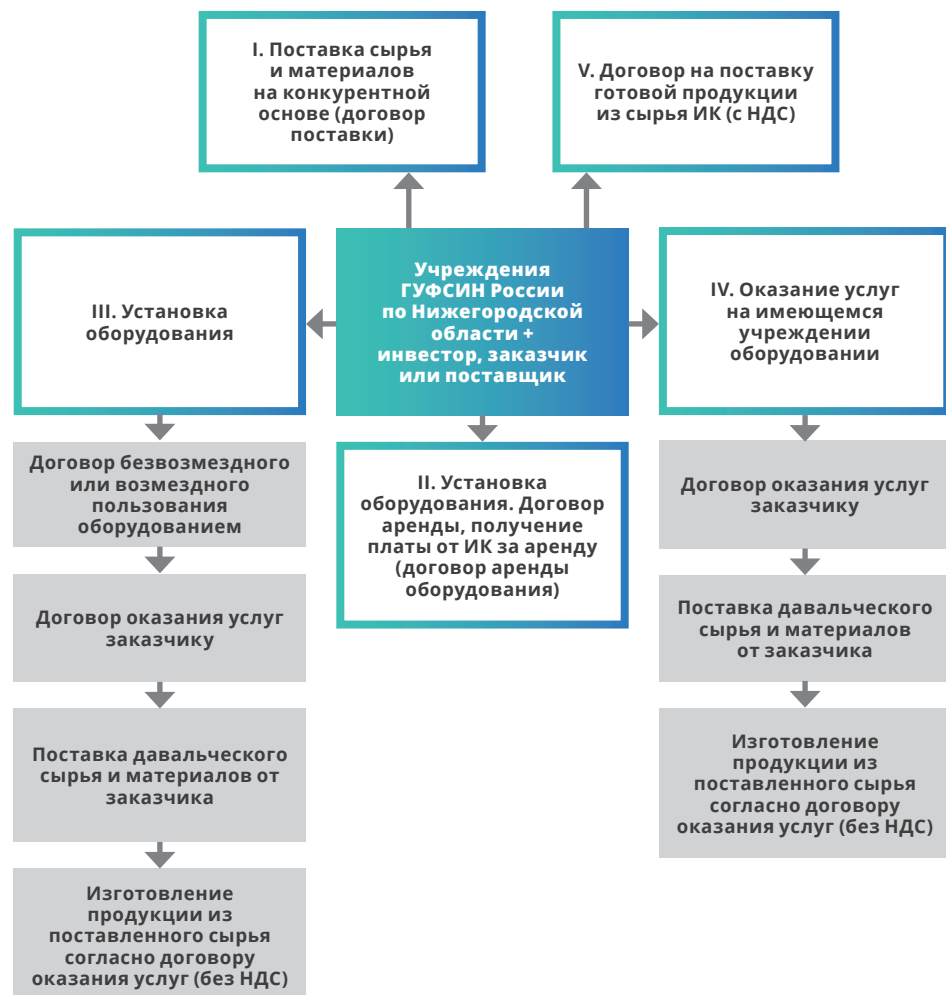 I. Поставка сырья
и материалов
на конкурентной
основе (договор
поставки)
V. Договор на поставку
готовой продукции
из сырья ИК (с НДС)
III. Установка
оборудования
Учреждения
ГУФСИН России
по Нижегородской
области +
инвестор, заказчик
или поставщик
IV. Оказание услуг
на имеющемся
учреждении
оборудовании
Договор безвозмездного
или возмездного
пользования
оборудованием
II. Установка
оборудования. Договор
аренды, получение
платы от ИК за аренду
(договор аренды
оборудования)
Договор оказания услуг
заказчику
Договор оказания услуг
заказчику
Поставка давальческого
сырья и материалов
от заказчика
Поставка давальческого
сырья и материалов от
заказчика
Изготовление
продукции из
поставленного сырья
согласно договору
оказания услуг (без НДС)
Изготовление
продукции из
поставленного сырья
согласно договору
оказания услуг (без НДС)